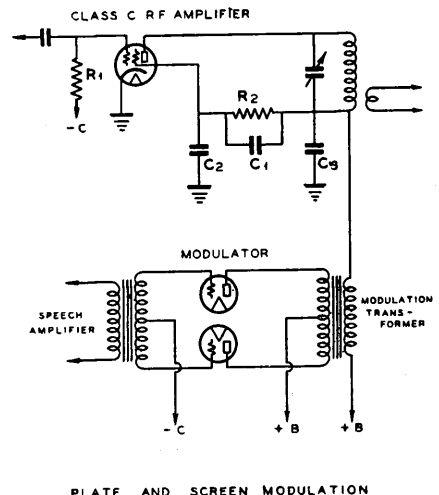 CLASS C RF AMPLIFIER
R1
-C
R2
C2
C1
C3
MODULATOR
SPEECH
AMPLIFIER
MODULATION
TRANS-
FORMER
-C
+B
+B
PLATE AND SCREEN MODULATION